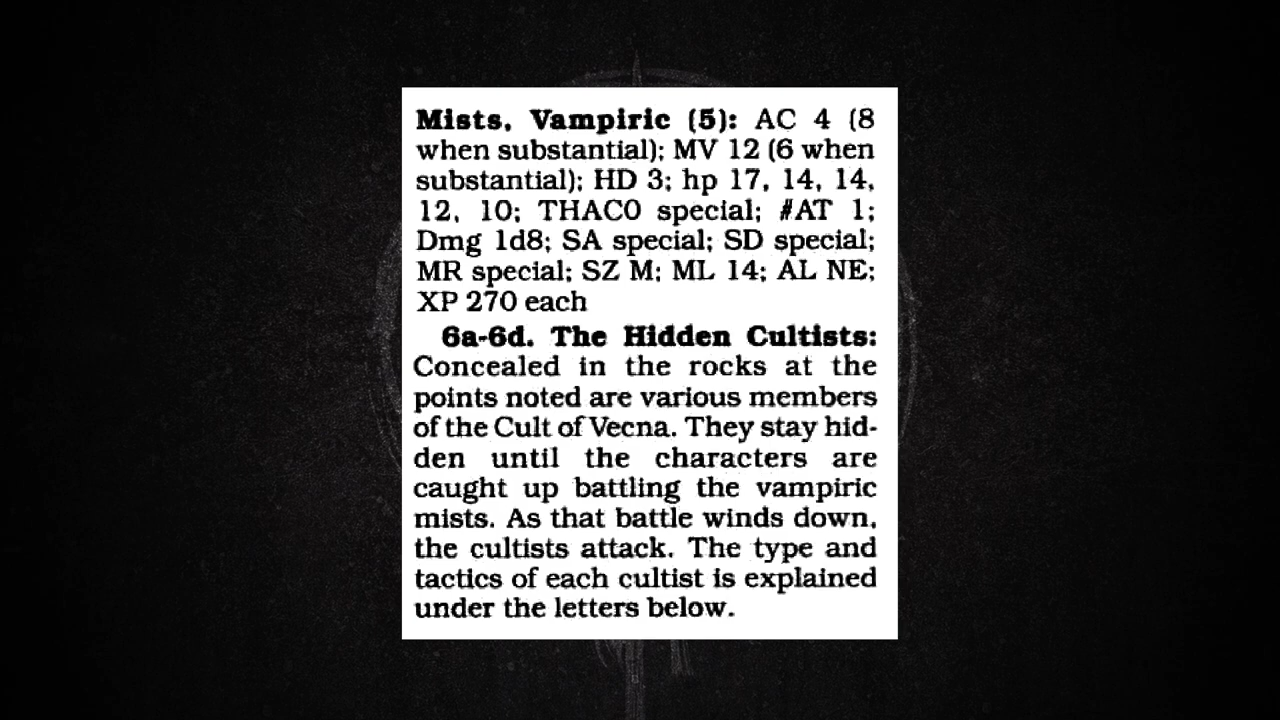 Mists, Vampiric (5): AC 4 (8
when substantial); MV 12 (6 when
substantial); HD 3; hp 17, 14, 14,
12, 10; THAC0 special; #AT 1;
Dmg 1d8; SA special; SD special;
MR special; SZ M; ML 14; AL NE;
XP 270 each
6a-6d. The Hidden Cultists:
Concealed in the rocks at the
points noted are various members
of the Cult of Vecna. They stay hid-
den until the characters are
caught up battling the vampiric
mists. As that battle winds down,
the cultists attack. The type and
tactics of each cultist is explained
under the letters below.